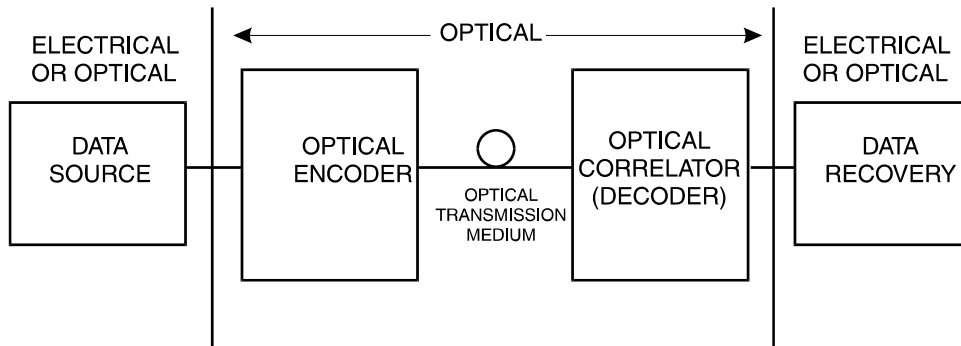 OPTICAL
ELECTRICAL
OR OPTICAL
ELECTRICAL
OR OPTICAL
DATA
SOURCE
OPTICAL
ENCODER
OPTICAL
TRANSMISSION
MEDIUM
OPTICAL
CORRELATOR
(DECODER)
DATA
RECOVERY